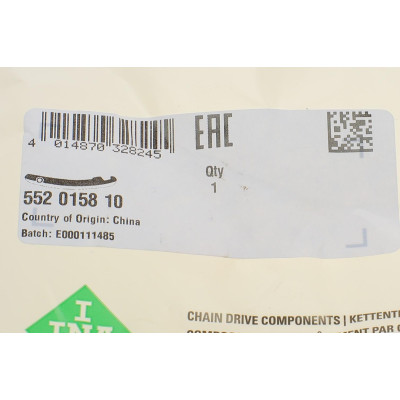 EAC
4 014870 328245
Qty
1
552 0158 10
Country of Origin: China
Batch: E000111485
I
INA
CHAIN DRIVE COMPONENTS | KETTENTE